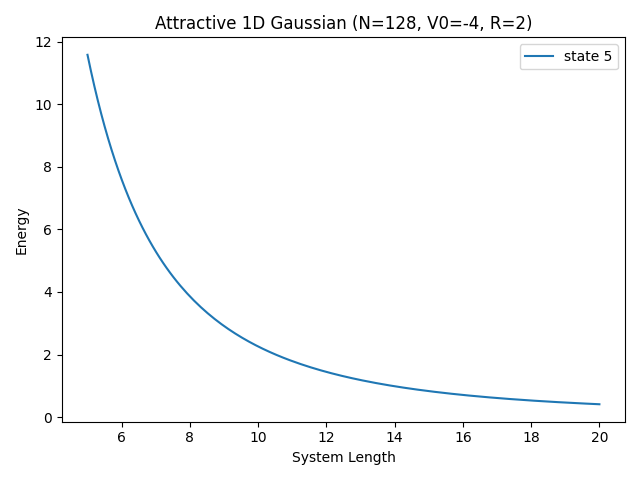 Attractive 1D Gaussian (N=128, V0=-4, R=2)
state 5
12
10
8
6
4
2
0
Energy
6 8 10 12 14 16 18 20
System Length